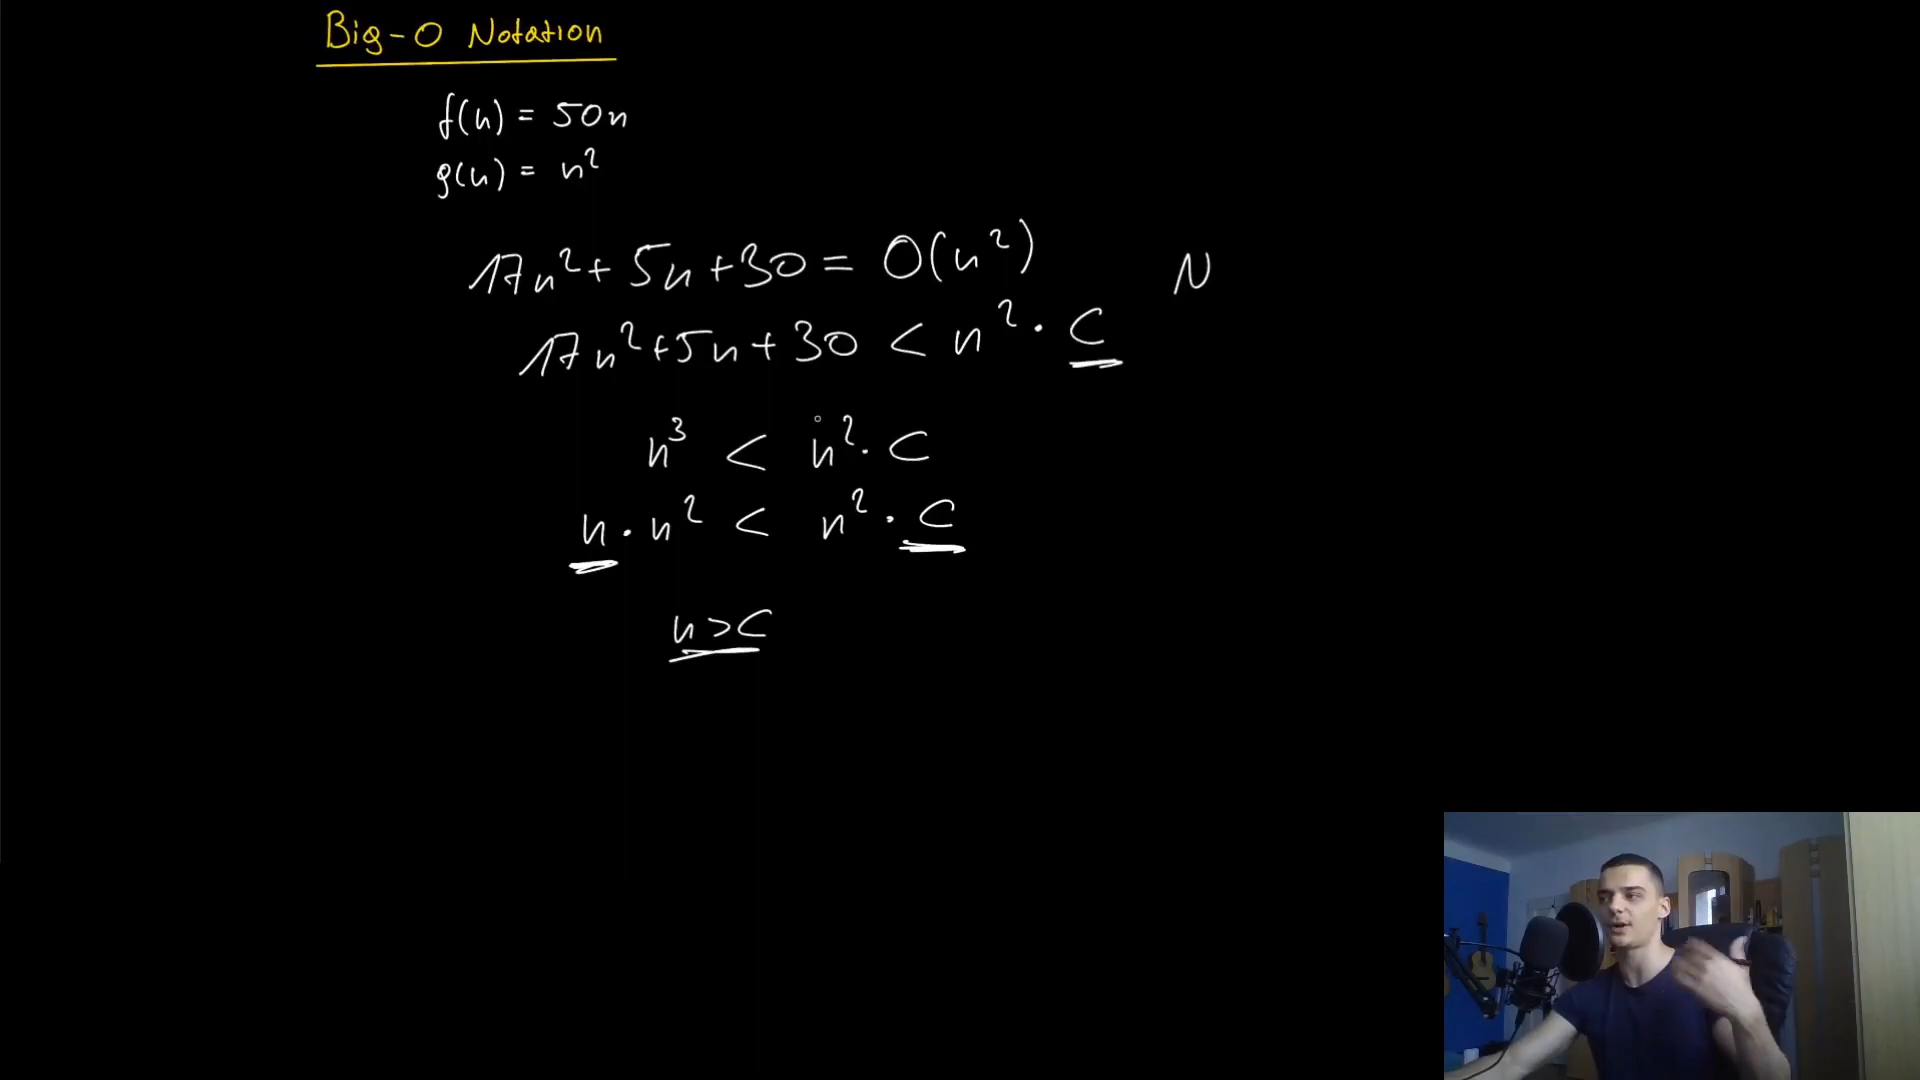 Big-O Notation
f(n) = 50n
g(n) = n²
17n² + 5n + 30 = O(n²) N
17n² + 5n + 30 < n² · C
n³ < n² · C
n · n² < n² · C
n > C